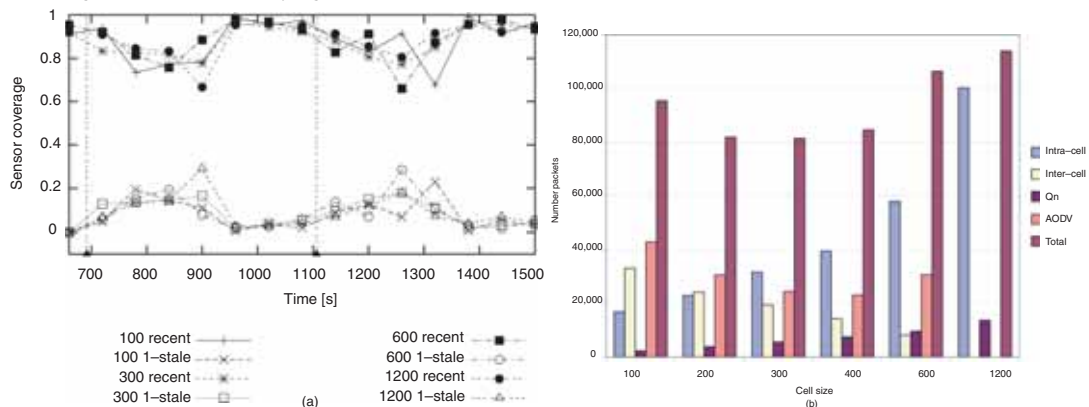 1
0.8
0.6
0.4
0.2
0
Sensor coverage
700 800 900 1000 1100 1200 1300 1400 1500
Time [s]
100 recent
100 1–stale
300 recent
300 1–stale
600 recent
600 1–stale
1200 recent
1200 1–stale
(a)
120,000
100,000
80,000
60,000
40,000
20,000
0
Number packets
100 200 300 400 600 1200
Cell size
(b)
Intra–cell
Inter–cell
Qn
AODV
Total